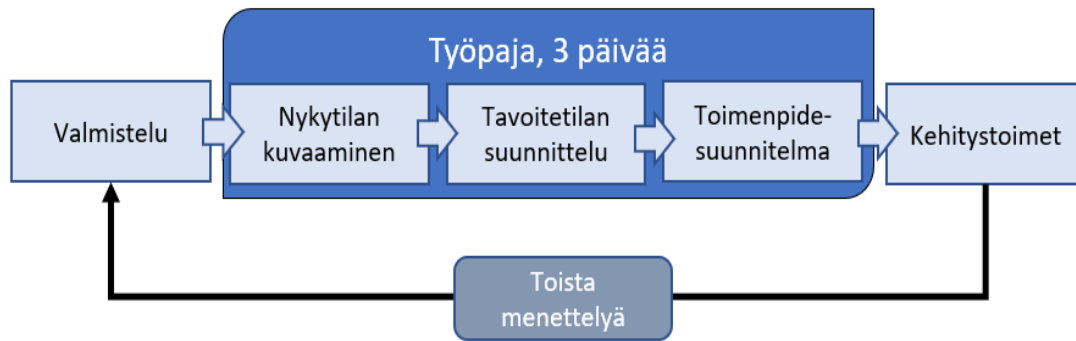 Työpaja, 3 päivää
Valmistelu
Nykytilan
kuvaaminen
Tavoitetilan
suunnittelu
Toimenpide-
suunnitelma
Kehitystoimet
Toista
menettelyä